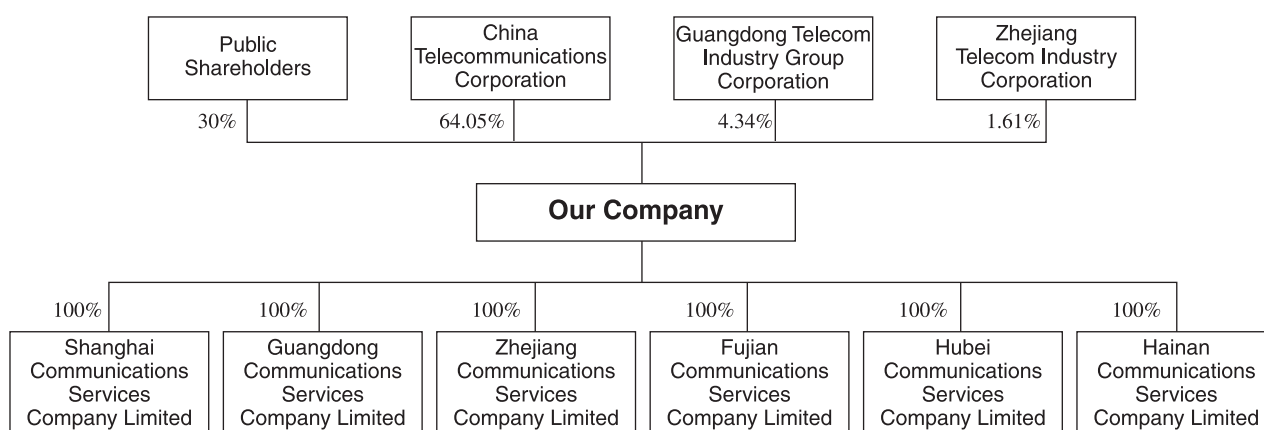 Public
Shareholders
China
Telecommunications
Corporation
Guangdong Telecom
Industry Group
Corporation
Zhejiang
Telecom Industry
Corporation
30%
64.05%
4.34%
1.61%
Our Company
100%
100%
100%
100%
100%
100%
Shanghai
Communications
Services
Company Limited
Guangdong
Communications
Services
Company Limited
Zhejiang
Communications
Services
Company Limited
Fujian
Communications
Services
Company Limited
Hubei
Communications
Services
Company Limited
Hainan
Communications
Services
Company Limited